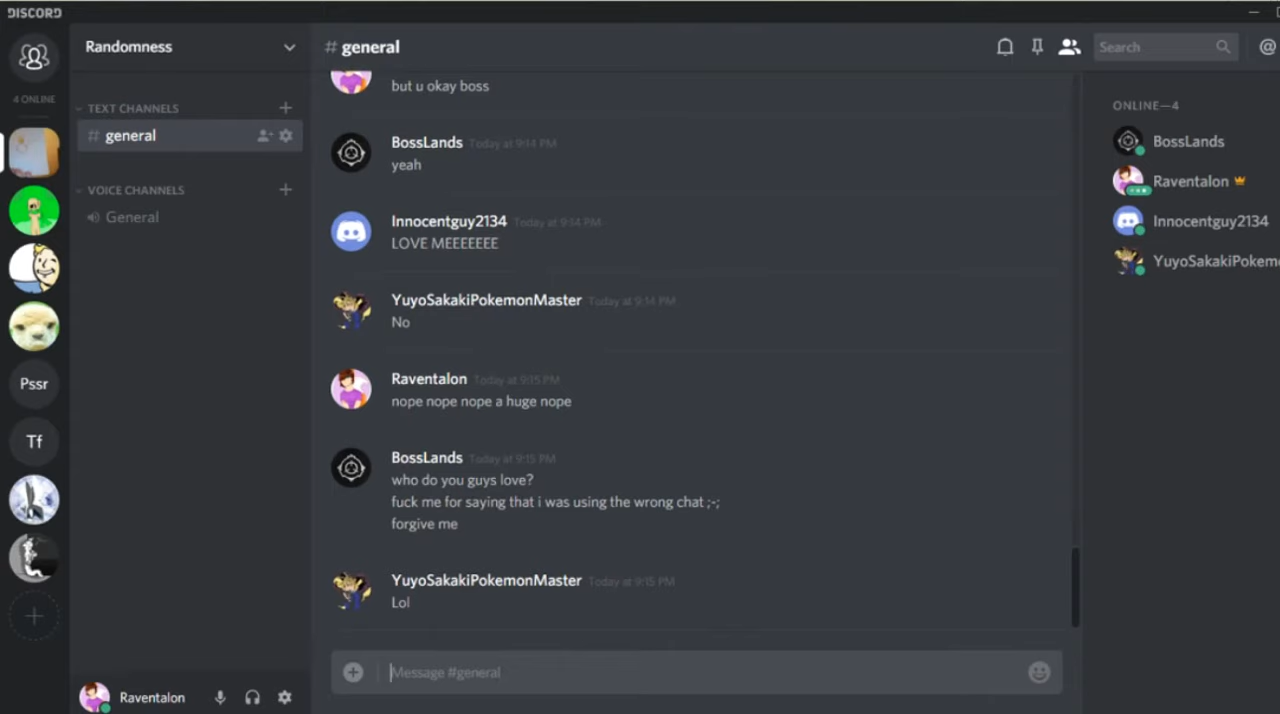 DISCORD
Randomness
# general
Search
@
4 ONLINE
TEXT CHANNELS
# general
VOICE CHANNELS
General
Pssr
Tf
but u okay boss
BossLands Today at 9:14 PM
yeah
Innocentguy2134 Today at 9:14 PM
LOVE MEEEEEEE
YuyoSakakiPokemonMaster Today at 9:14 PM
No
Raventalon Today at 9:15 PM
nope nope nope a huge nope
BossLands Today at 9:15 PM
who do you guys love?
fuck me for saying that i was using the wrong chat ;-;
forgive me
YuyoSakakiPokemonMaster Today at 9:15 PM
Lol
Message #general
Raventalon
ONLINE—4
BossLands
Raventalon
Innocentguy2134
YuyoSakakiPokem